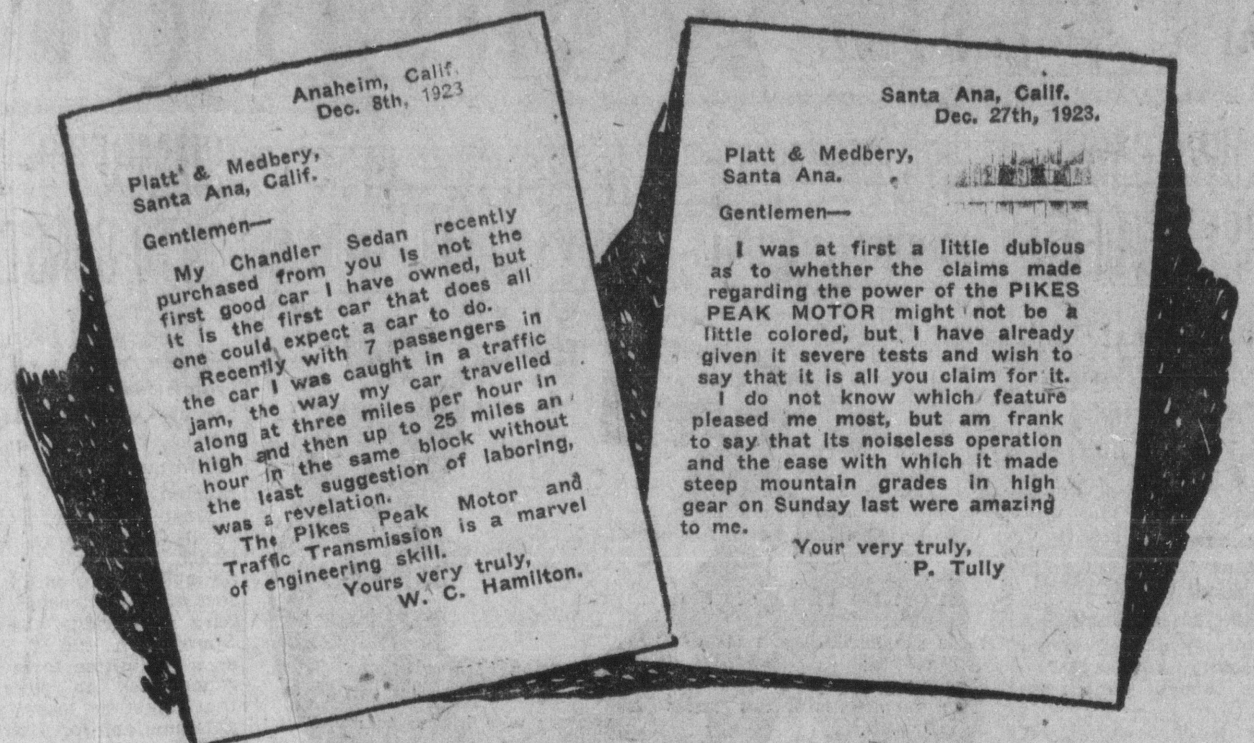 Anaheim, Calif.
Dec. 8th, 1923
Platt & Medbery,
Santa Ana, Calif.
Gentlemen—
My Chandler Sedan recently
purchased from you is not the
first good car I have owned, but
it is the first car that does all
one could expect a car to do.
Recently with 7 passengers in
the car I was caught in a traffic
jam, the way my car travelled
along at three miles per hour in
high and then up to 25 miles an
hour in the same block without
the least suggestion of laboring,
was a revelation.
The Pikes Peak Motor and
Traffic Transmission is a marvel
of engineering skill.
Yours very truly,
W. C. Hamilton.
Santa Ana, Calif.
Dec. 27th, 1923.
Platt & Medbery,
Santa Ana.
Gentlemen—
I was at first a little dubious
as to whether the claims made
regarding the power of the PIKES
PEAK MOTOR might not be a
little colored, but I have already
given it severe tests and wish to
say that it is all you claim for it.
I do not know which feature
pleased me most, but am frank
to say that its noiseless operation
and the ease with which it made
steep mountain grades in high
gear on Sunday last were amazing
to me.
Your very truly,
P. Tully